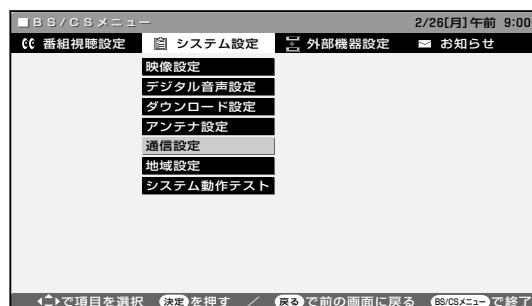 ■BS/CSメニュー 2/26[月]午前 9:00
番組視聴設定 システム設定 外部機器設定 お知らせ
映像設定
デジタル音声設定
ダウンロード設定
アンテナ設定
通信設定
地域設定
システム動作テスト
で項目を選択 決定を押す / 戻るで前の画面に戻る BS/CSメニューで終了